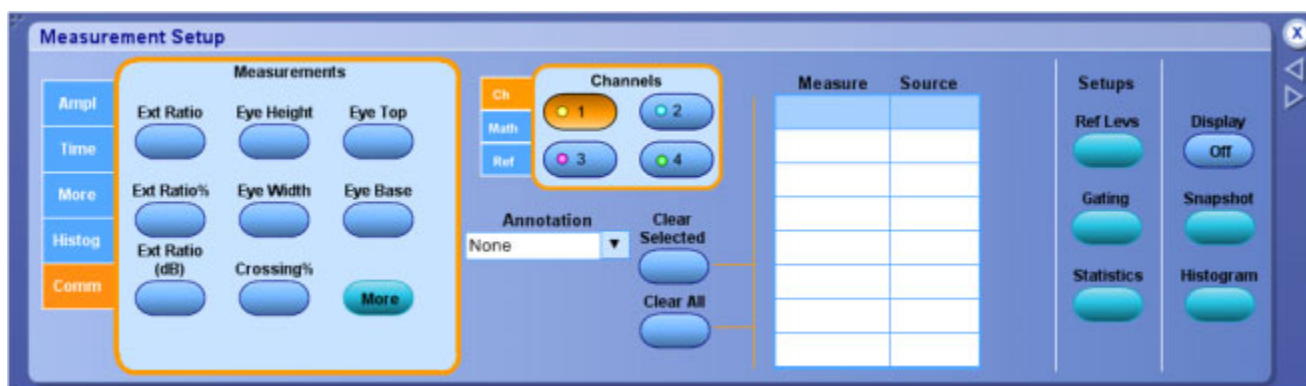 Measurement Setup
X
Ampl
Time
More
Histog
Comm
Measurements
Ext Ratio
Eye Height
Eye Top
Ext Ratio%
Eye Width
Eye Base
Ext Ratio
(dB)
Crossing%
More
Ch
Math
Ref
Channels
1
2
3
4
Annotation
None
Clear
Selected
Clear All
Measure
Source
Setups
Ref Levs
Gating
Statistics
Display
Off
Snapshot
Histogram